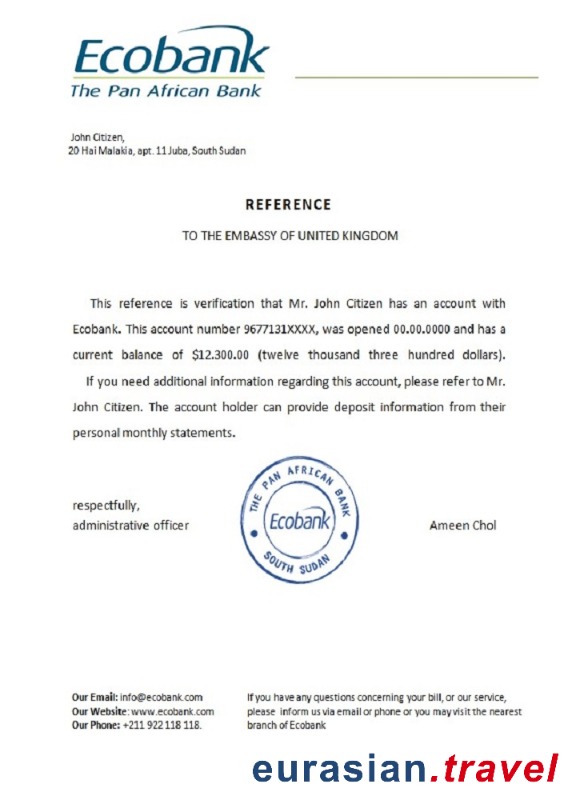 Ecobank
The Pan African Bank
John Citizen,
20 Hai Malakia, apt. 11 Juba, South Sudan
REFERENCE
TO THE EMBASSY OF UNITED KINGDOM
This reference is verification that Mr. John Citizen has an account with
Ecobank. This account number 9677131XXXX, was opened 00.00.0000 and has a
current balance of $12.300.00 (twelve thousand three hundred dollars).
If you need additional information regarding this account, please refer to Mr.
John Citizen. The account holder can provide deposit information from their
personal monthly statements.
respectfully,
administrative officer
THE PAN AFRICAN BANK
Ecobank
SOUTH SUDAN
Ameen Chol
Our Email: info@ecobank.com
Our Website: www.ecobank.com
Our Phone: +211 922 118 118.
If you have any questions concerning your bill, or our service,
please inform us via email or phone or you may visit the nearest
branch of Ecobank
eurasian.travel